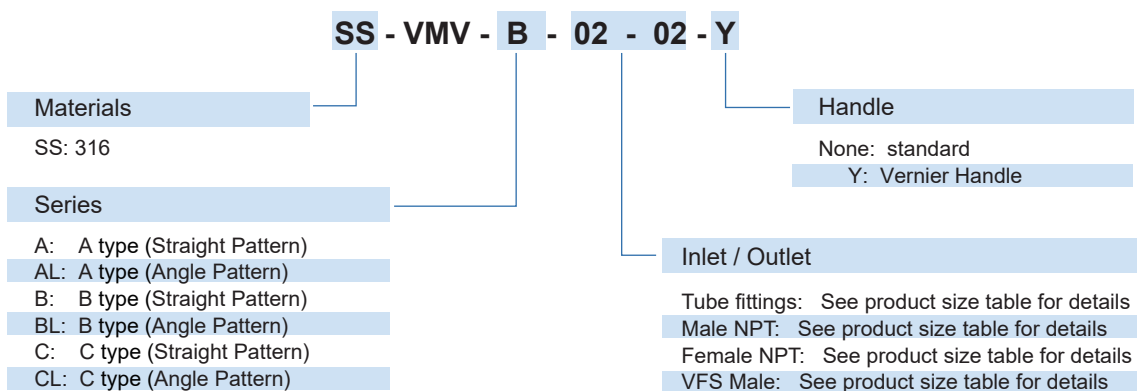 SS - VMV - B - 02 - 02 - Y
Materials
SS: 316
Series
A: A type (Straight Pattern)
AL: A type (Angle Pattern)
B: B type (Straight Pattern)
BL: B type (Angle Pattern)
C: C type (Straight Pattern)
CL: C type (Angle Pattern)
Handle
None: standard
Y: Vernier Handle
Inlet / Outlet
Tube fittings: See product size table for details
Male NPT: See product size table for details
Female NPT: See product size table for details
VFS Male: See product size table for details